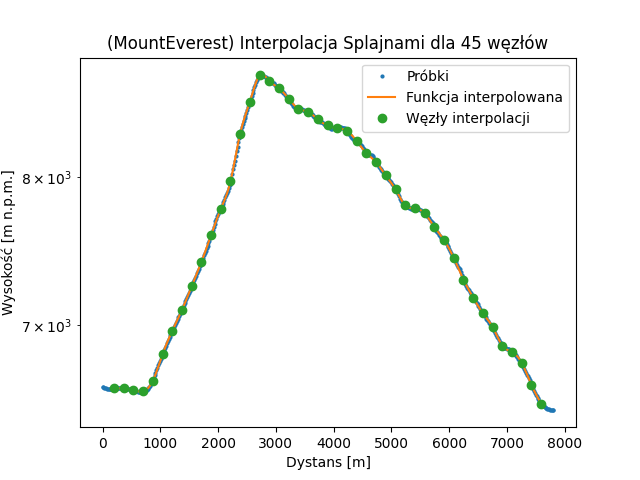 (MountEverest) Interpolacja Splajnami dla 45 węzłów
Próbki
Funkcja interpolowana
Węzły interpolacji
Wysokość [m n.p.m.]
8 × 10³
7 × 10³
0 1000 2000 3000 4000 5000 6000 7000 8000
Dystans [m]